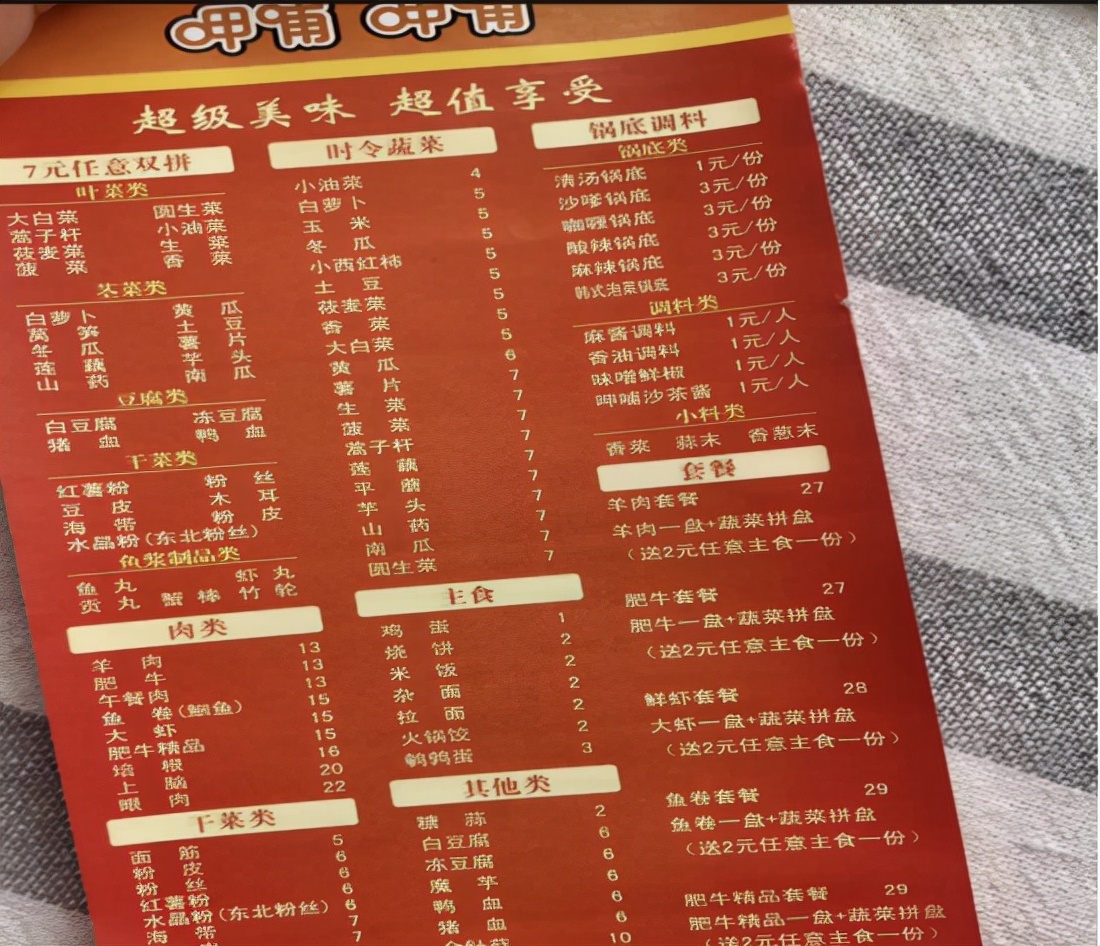 呷哺 呷哺
超级美味 超值享受
7元任意双拼
叶菜类
大白菜 圆生菜
蒿子秆 小油菜
莜麦菜 生菜
菠菜 香菜
茎菜类
白萝卜 黄瓜
莴笋 土豆
冬瓜 薯片
莲藕 芋头
山药 南瓜
豆腐类
白豆腐 冻豆腐
猪血 鸭血
干菜类
红薯粉 粉丝
豆皮 木耳
海带 粉皮
水晶粉(东北粉丝)
鱼浆制品类
鱼丸 虾丸
贡丸 蟹棒 竹轮
肉类
羊肉 13
肥牛 13
午餐肉 13
鱼卷(鲷鱼) 15
大虾 15
肥牛精品 15
16
上脑 20
眼肉 22
干菜类
面筋 5
粉皮 6
粉丝 6
红薯粉 6
水晶粉(东北粉丝) 6
海带 7
7
时令蔬菜
小油菜 4
白萝卜 5
玉米 5
冬瓜 5
小西红柿 5
土豆 5
莜麦菜 5
香菜 5
大白菜 5
黄瓜 6
薯片 7
生菜 7
菠菜 7
蒿子秆 7
莲藕 7
平菇 7
芋头 7
山药 7
南瓜 7
圆生菜 7
主食
鸡蛋 1
烧饼 2
米饭 2
杂面 2
拉面 2
火锅饺 2
鹌鹑蛋 3
其他类
糖蒜 2
白豆腐 6
冻豆腐 6
魔芋 6
鸭血 6
猪血 6
10
锅底调料
锅底类
清汤锅底 1元/份
沙嗲锅底 3元/份
咖喱锅底 3元/份
酸辣锅底 3元/份
麻辣锅底 3元/份
韩式泡菜锅底 3元/份
调料类
麻酱调料 1元/人
香油调料 1元/人
味噌鲜椒 1元/人
呷哺沙茶酱 1元/人
小料类
香菜 蒜末 香葱末
套餐
羊肉套餐 27
羊肉一盘+蔬菜拼盘
(送2元任意主食一份)
肥牛套餐 27
肥牛一盘+蔬菜拼盘
(送2元任意主食一份)
鲜虾套餐 28
大虾一盘+蔬菜拼盘
(送2元任意主食一份)
鱼卷套餐 29
鱼卷一盘+蔬菜拼盘
(送2元任意主食一份)
肥牛精品套餐 29
肥牛精品一盘+蔬菜拼盘
(送2元任意主食一份)